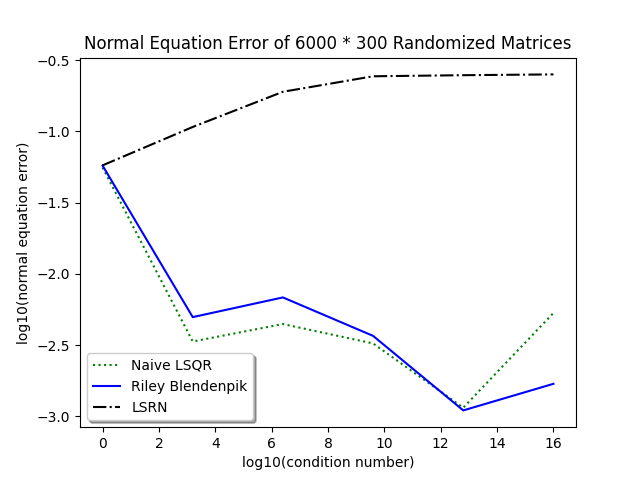 Normal Equation Error of 6000 * 300 Randomized Matrices
log10(normal equation error)
−0.5
−1.0
−1.5
−2.0
−2.5
−3.0
Naive LSQR
Riley Blendenpik
LSRN
0 2 4 6 8 10 12 14 16
log10(condition number)